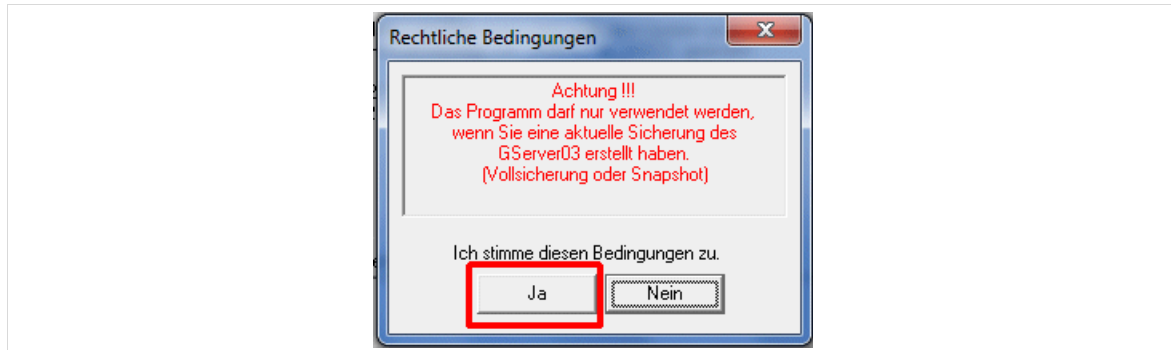 Rechtliche Bedingungen
Achtung !!!
Das Programm darf nur verwendet werden,
wenn Sie eine aktuelle Sicherung des
GServer03 erstellt haben.
(Vollsicherung oder Snapshot)
Ich stimme diesen Bedingungen zu.
Ja
Nein